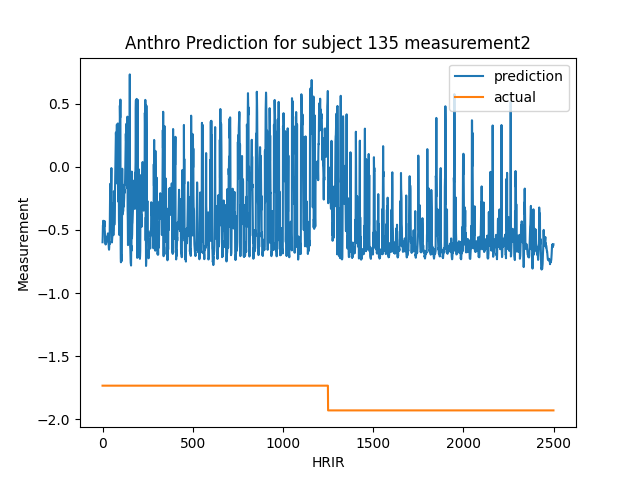 Anthro Prediction for subject 135 measurement2
prediction
actual
Measurement
0.5
0.0
−0.5
−1.0
−1.5
−2.0
0 500 1000 1500 2000 2500
HRIR